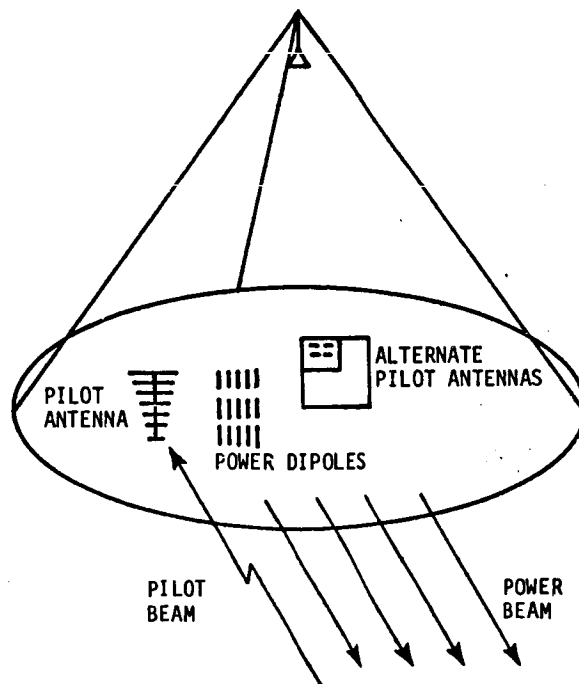 ALTERNATE
PILOT ANTENNAS
PILOT
ANTENNA
POWER DIPOLES
PILOT
BEAM
POWER
BEAM